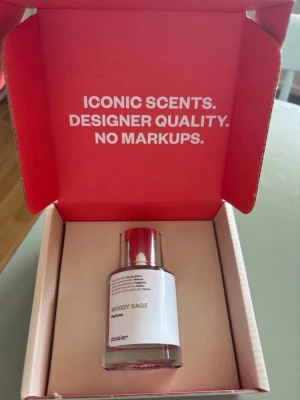 ICONIC SCENTS.
DESIGNER QUALITY.
NO MARKUPS.
WOODY SAGE
Perfume
dossier